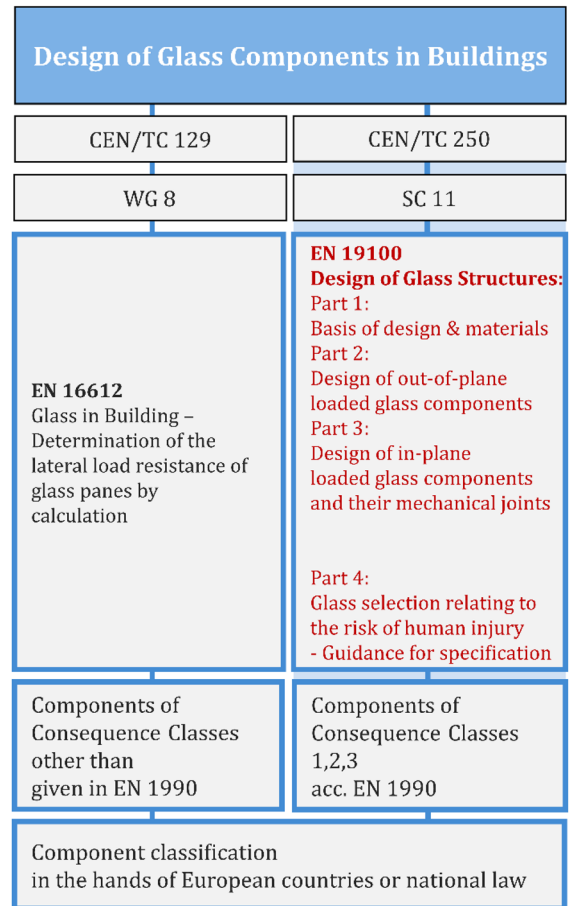 Design of Glass Components in Buildings
CEN/TC 129
CEN/TC 250
WG 8
SC 11
EN 16612
Glass in Building –
Determination of the
lateral load resistance of
glass panes by
calculation
EN 19100
Design of Glass Structures:
Part 1:
Basis of design & materials
Part 2:
Design of out-of-plane
loaded glass components
Part 3:
Design of in-plane
loaded glass components
and their mechanical joints
Part 4:
Glass selection relating to
the risk of human injury
- Guidance for specification
Components of
Consequence Classes
other than
given in EN 1990
Components of
Consequence Classes
1,2,3
acc. EN 1990
Component classification
in the hands of European countries or national law